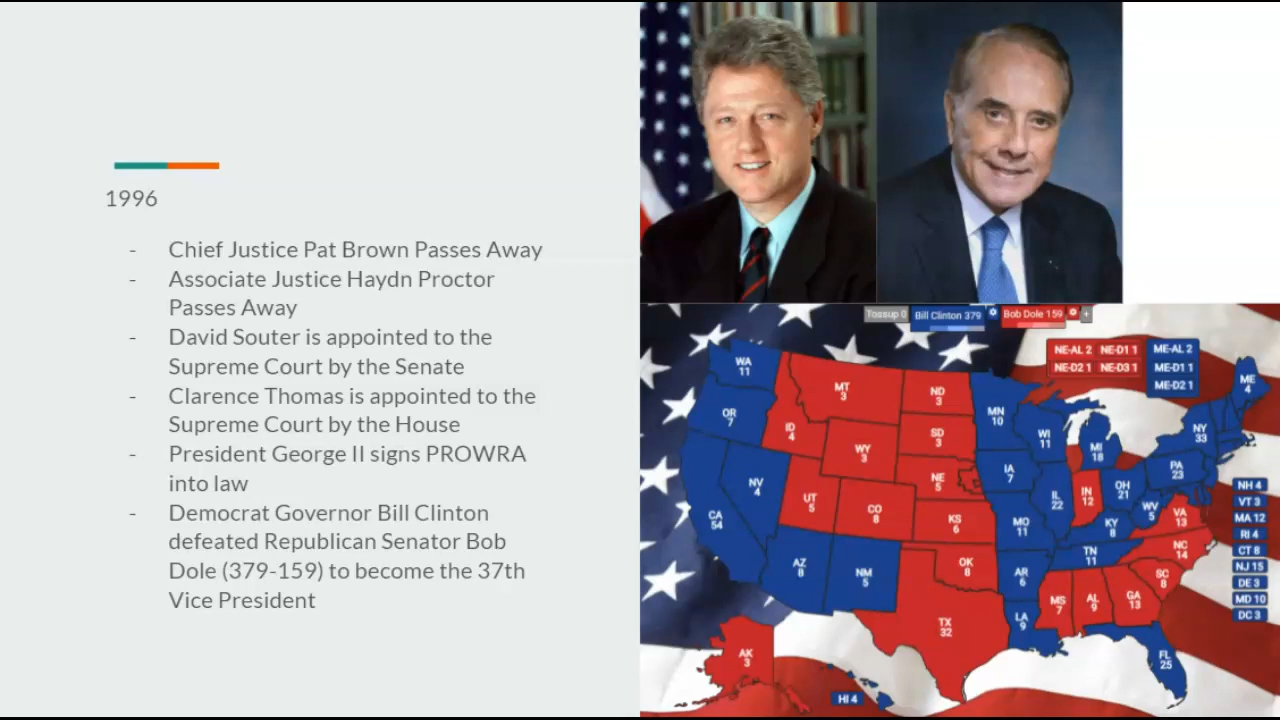 1996
- Chief Justice Pat Brown Passes Away
- Associate Justice Haydn Proctor
Passes Away
- David Souter is appointed to the
Supreme Court by the Senate
- Clarence Thomas is appointed to the
Supreme Court by the House
- President George II signs PROWRA
into law
- Democrat Governor Bill Clinton
defeated Republican Senator Bob
Dole (379-159) to become the 37th
Vice President
Tossup 0 Bill Clinton 379 Bob Dole 159 +
NE-AL 2 NE-D1 1 ME-AL 2
NE-D2 1 NE-D3 1 ME-D1 1
ME-D2 1
WA
11
OR
7
CA
54
NV
4
ID
4
MT
3
WY
3
UT
5
CO
8
AZ
8
NM
5
ND
3
SD
3
NE
5
KS
6
OK
8
TX
32
MN
10
IA
7
MO
11
AR
6
LA
9
WI
11
IL
22
MI
18
IN
12
OH
21
KY
8
TN
11
MS
7
AL
9
GA
13
FL
25
SC
8
NC
14
VA
13
WV
5
PA
23
NY
33
ME
4
AK
3
HI 4
NH 4
VT 3
MA 12
RI 4
CT 8
NJ 15
DE 3
MD 10
DC 3